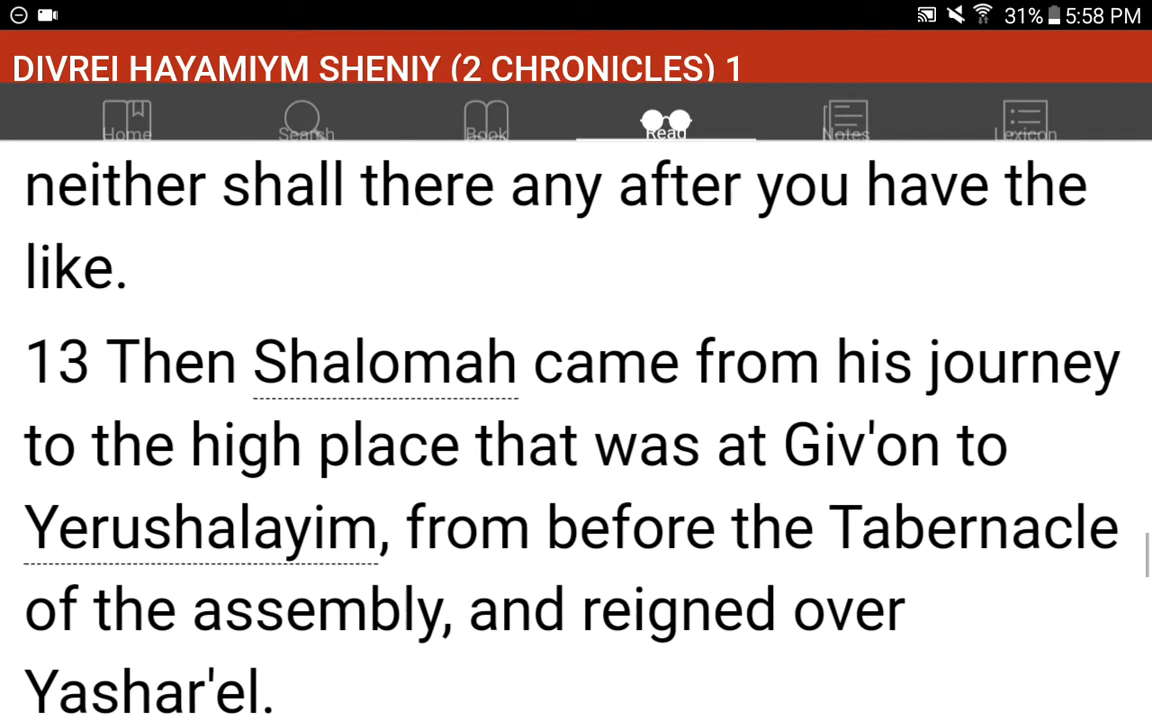 31% 5:58 PM
DIVREI HAYAMIYM SHENIY (2 CHRONICLES) 1
Home Search Book Read Notes Lexicon
neither shall there any after you have the
like.
13 Then Shalomah came from his journey
to the high place that was at Giv'on to
Yerushalayim, from before the Tabernacle
of the assembly, and reigned over
Yashar'el.